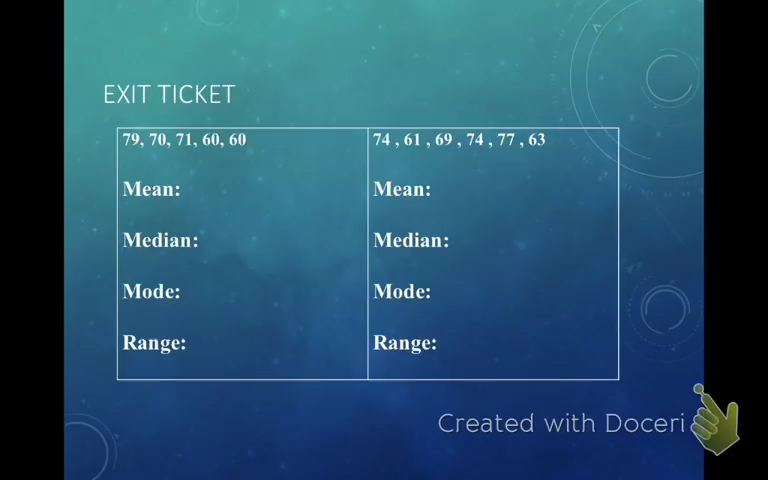 EXIT TICKET
79, 70, 71, 60, 60
Mean:
Median:
Mode:
Range:
74 , 61 , 69 , 74 , 77 , 63
Mean:
Median:
Mode:
Range:
Created with Doceri